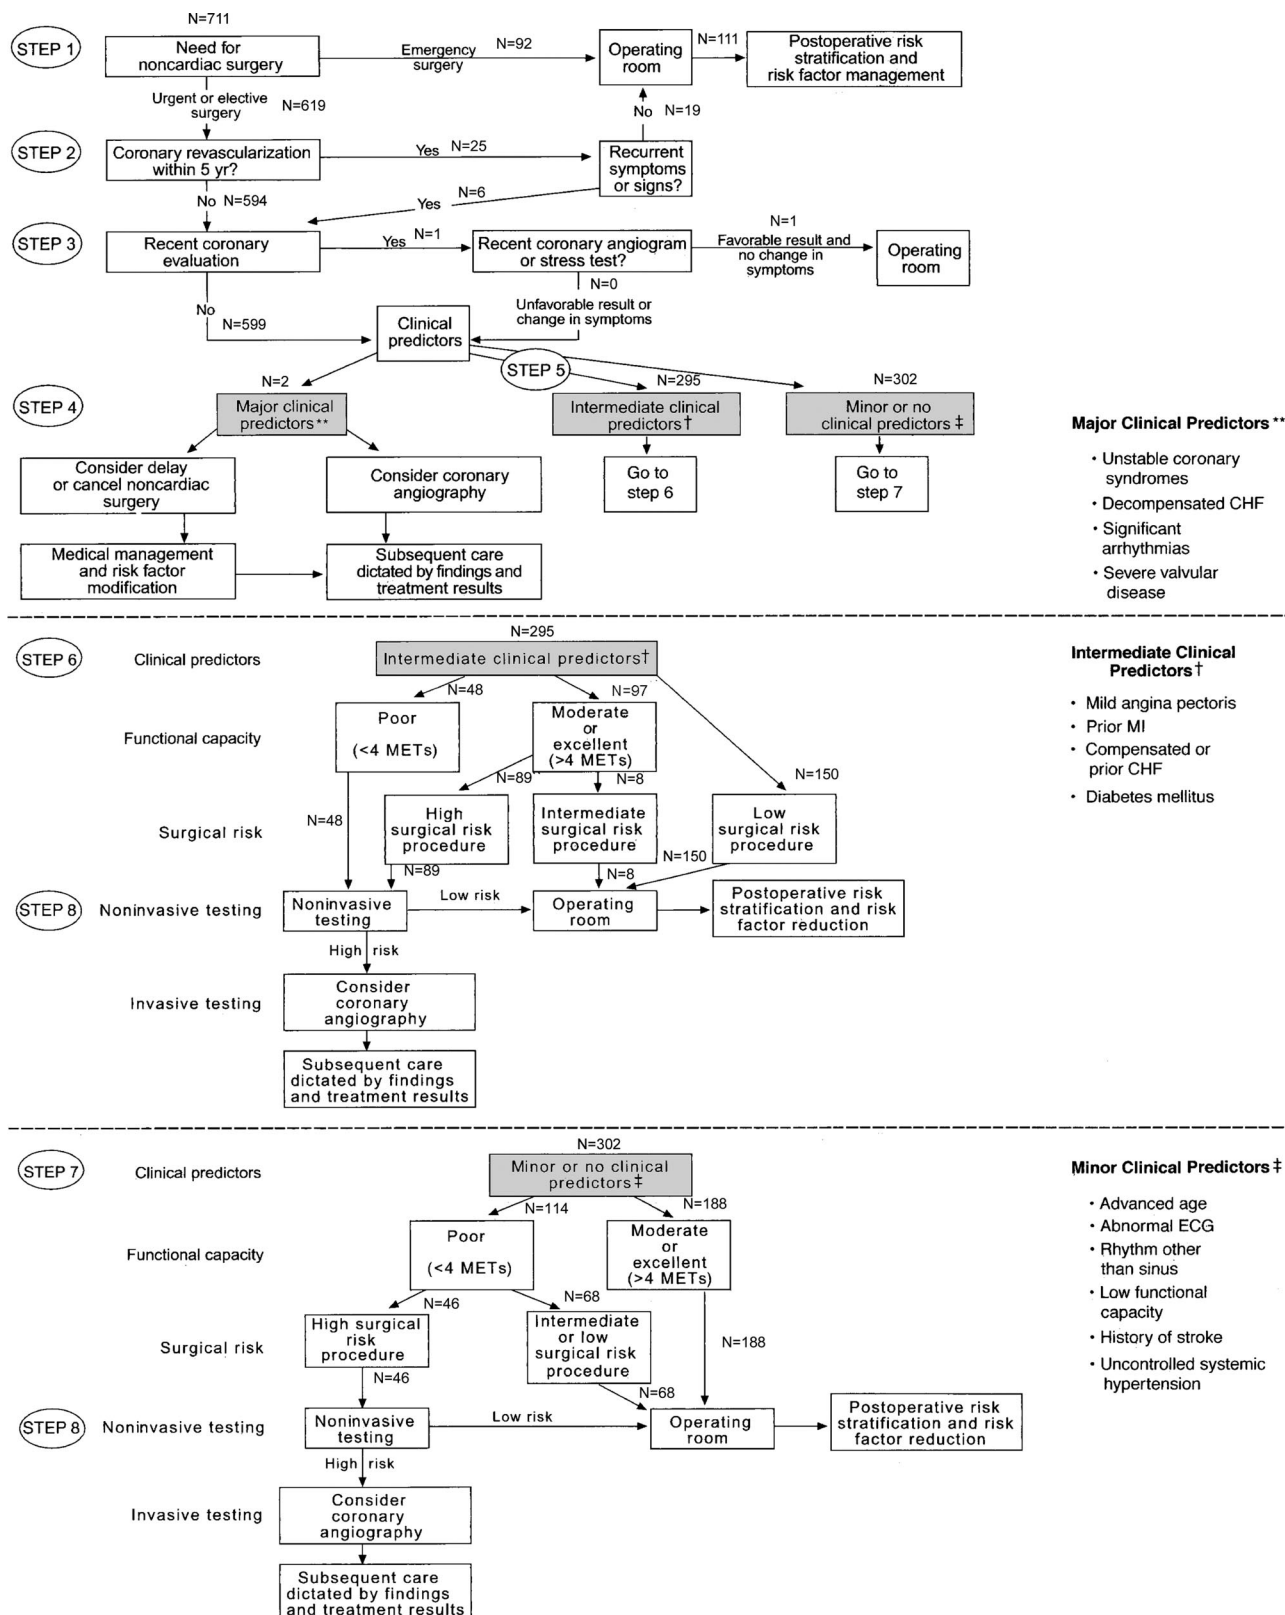 N=711
STEP 1
Need for
noncardiac surgery
Emergency
surgery
N=92
Operating
room
N=111
Postoperative risk
stratification and
risk factor management
Urgent or elective
surgery
N=619
No
N=19
STEP 2
Coronary revascularization
within 5 yr?
Yes
N=25
Recurrent
symptoms
or signs?
No
N=594
Yes
N=6
STEP 3
Recent coronary
evaluation
Yes
N=1
Recent coronary angiogram
or stress test?
N=1
Favorable result and
no change in
symptoms
Operating
room
No
N=599
N=0
Unfavorable result or
change in symptoms
Clinical
predictors
STEP 5
N=2
N=295
N=302
STEP 4
Major clinical
predictors**
Intermediate clinical
predictors†
Minor or no
clinical predictors‡
Consider delay
or cancel noncardiac
surgery
Consider coronary
angiography
Go to
step 6
Go to
step 7
Medical management
and risk factor
modification
Subsequent care
dictated by findings and
treatment results
Major Clinical Predictors**
• Unstable coronary
syndromes
• Decompensated CHF
• Significant
arrhythmias
• Severe valvular
disease
N=295
STEP 6
Clinical predictors
Intermediate clinical predictors†
N=48
N=97
Functional capacity
Poor
(<4 METs)
Moderate
or
excellent
(>4 METs)
N=89
N=8
N=150
Surgical risk
N=48
High
surgical risk
procedure
Intermediate
surgical risk
procedure
Low
surgical risk
procedure
N=89
N=8
N=150
STEP 8
Noninvasive testing
Noninvasive
testing
Low risk
Operating
room
Postoperative risk
stratification and risk
factor reduction
High risk
Invasive testing
Consider
coronary
angiography
Subsequent care
dictated by findings
and treatment results
Intermediate Clinical
Predictors†
• Mild angina pectoris
• Prior MI
• Compensated or
prior CHF
• Diabetes mellitus
N=302
STEP 7
Clinical predictors
Minor or no clinical
predictors‡
N=114
N=188
Functional capacity
Poor
(<4 METs)
Moderate
or
excellent
(>4 METs)
N=46
N=68
Surgical risk
High surgical
risk
procedure
Intermediate
or low
surgical risk
procedure
N=188
N=46
N=68
STEP 8
Noninvasive testing
Noninvasive
testing
Low risk
Operating
room
Postoperative risk
stratification and risk
factor reduction
High risk
Invasive testing
Consider
coronary
angiography
Subsequent care
dictated by findings
and treatment results
Minor Clinical Predictors‡
• Advanced age
• Abnormal ECG
• Rhythm other
than sinus
• Low functional
capacity
• History of stroke
• Uncontrolled systemic
hypertension